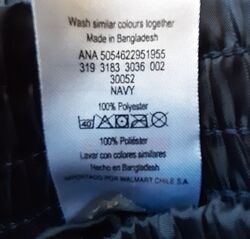 Wash similar colours together
Made in Bangladesh
ANA 5054622951955
319 3183 3036 002
30052
NAVY
100% Polyester
40
100% Poliéster
Lavar con colores similares
Hecho en Bangladesh
IMPORTADO POR WALMART CHILE S.A